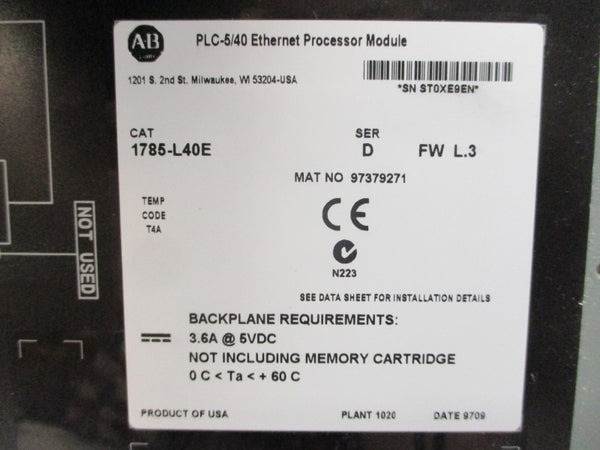 A-B
PLC-5/40 Ethernet Processor Module
1201 S. 2nd St. Milwaukee, WI 53204-USA
*SN ST0XE9EN*
CAT SER
1785-L40E D FW L.3
MAT NO 97379271
TEMP
CODE
T4A
CE
N223
NOT USED
SEE DATA SHEET FOR INSTALLATION DETAILS
BACKPLANE REQUIREMENTS:
3.6A @ 5VDC
NOT INCLUDING MEMORY CARTRIDGE
0 C < Ta < + 60 C
PRODUCT OF USA PLANT 1020 DATE 9709